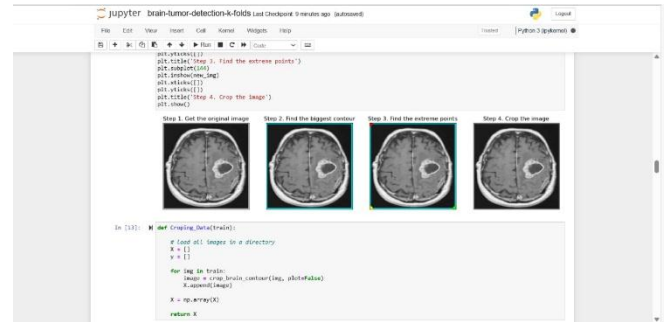 jupyter brain-tumor-detection-k-folds Last Checkpoint: 9 minutes ago (autosaved) Logout
File Edit View Insert Cell Kernel Widgets Help Trusted Python 3 (ipykernel)
Run Code
plt.yticks([])
plt.title('Step 3. Find the extreme points')
plt.subplot(144)
plt.imshow(new_img)
plt.xticks([])
plt.yticks([])
plt.title('Step 4. Crop the image')
plt.show()
Step 1. Get the original image Step 2. Find the biggest contour Step 3. Find the extreme points Step 4. Crop the image
In [13]: def Croping_Data(train):
# Load all images in a directory
X = []
y = []
for img in train:
image = crop_brain_contour(img, plot=False)
X.append(image)
X = np.array(X)
return X